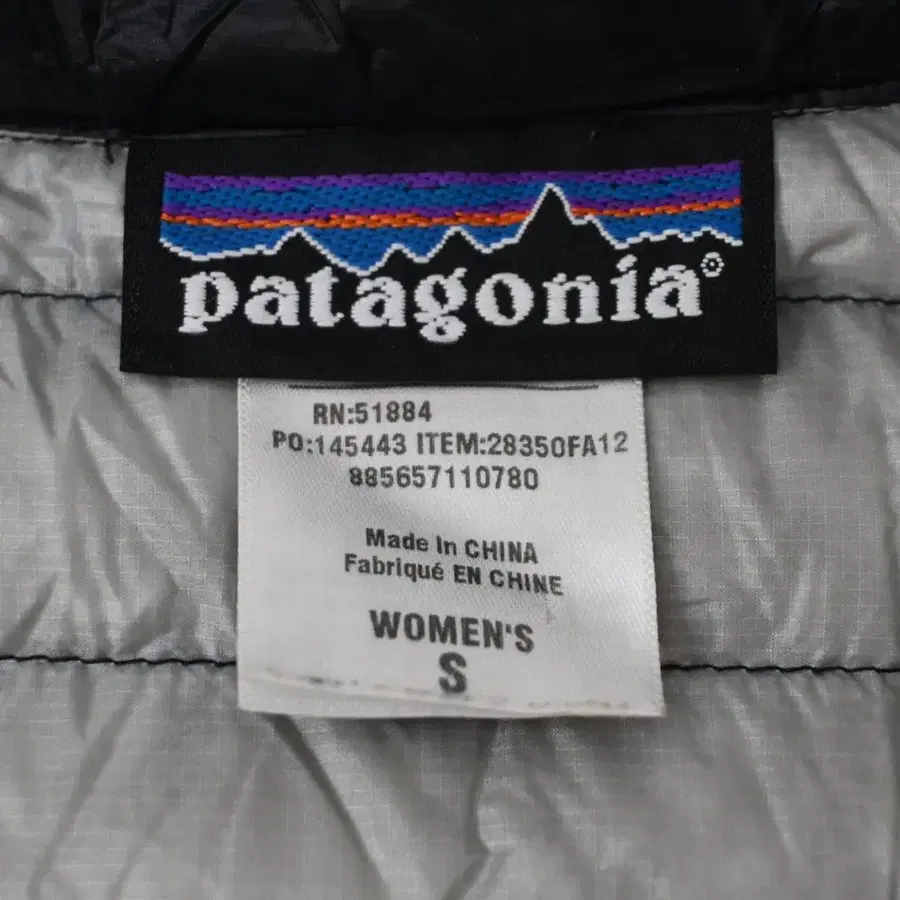 patagonia®
RN:51884
PO:145443 ITEM:28350FA12
885657110780
Made In CHINA
Fabriqué EN CHINE
WOMEN'S
S